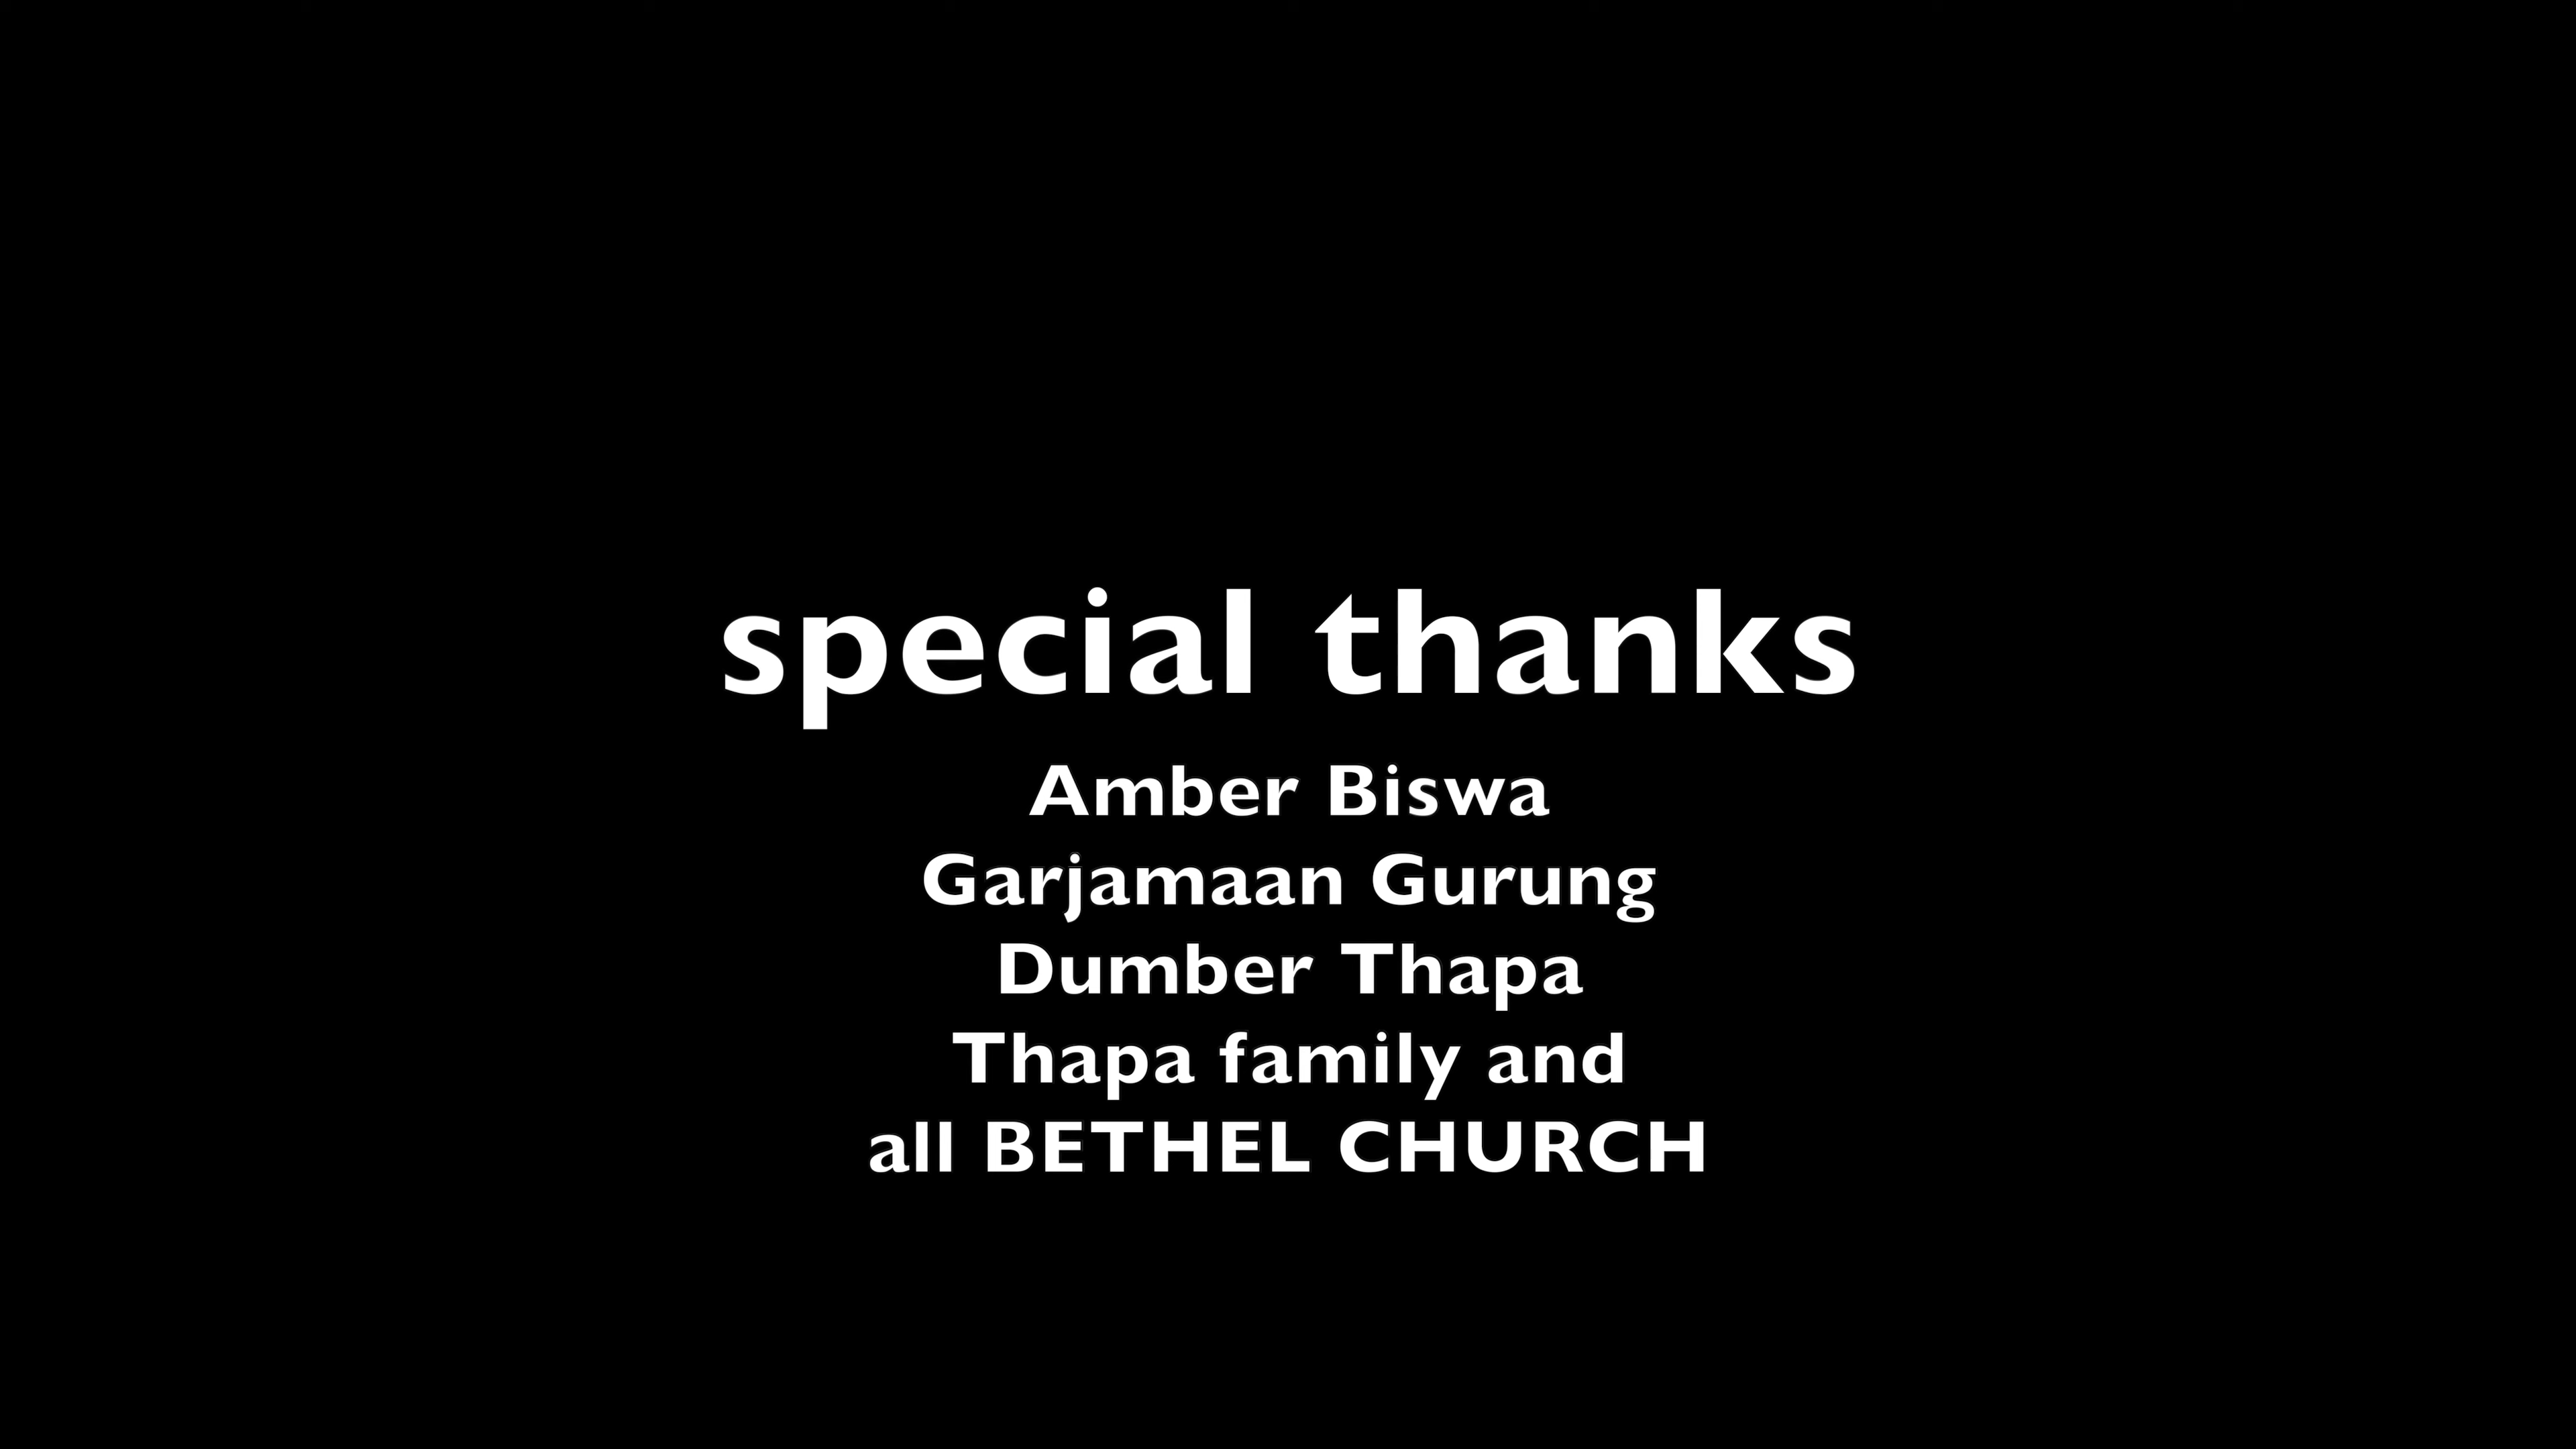 special thanks
Amber Biswa
Garjamaan Gurung
Dumber Thapa
Thapa family and
all BETHEL CHURCH